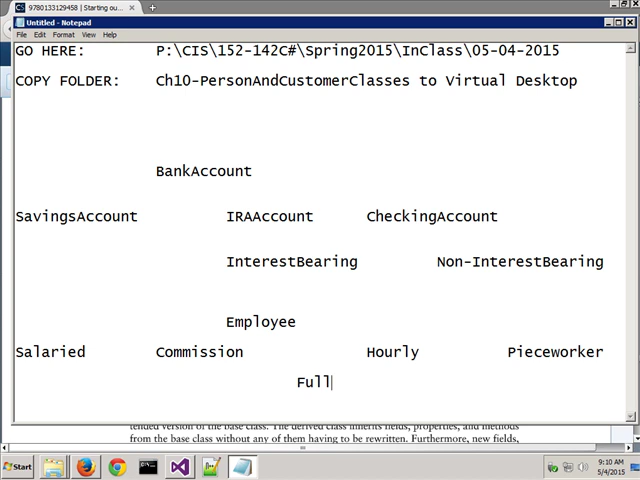 9780133129458 | Starting ou...
Untitled - Notepad
File Edit Format View Help
GO HERE: P:\CIS\152-142C#\Spring2015\InClass\05-04-2015
COPY FOLDER: Ch10-PersonAndCustomerClasses to Virtual Desktop
BankAccount
SavingsAccount IRAAccount CheckingAccount
InterestBearing Non-InterestBearing
Employee
Salaried Commission Hourly Pieceworker
Full
tended version of the base class. The derived class inherits fields, properties, and methods
from the base class without any of them having to be rewritten. Furthermore, new fields,
Start
9:10 AM
5/4/2015